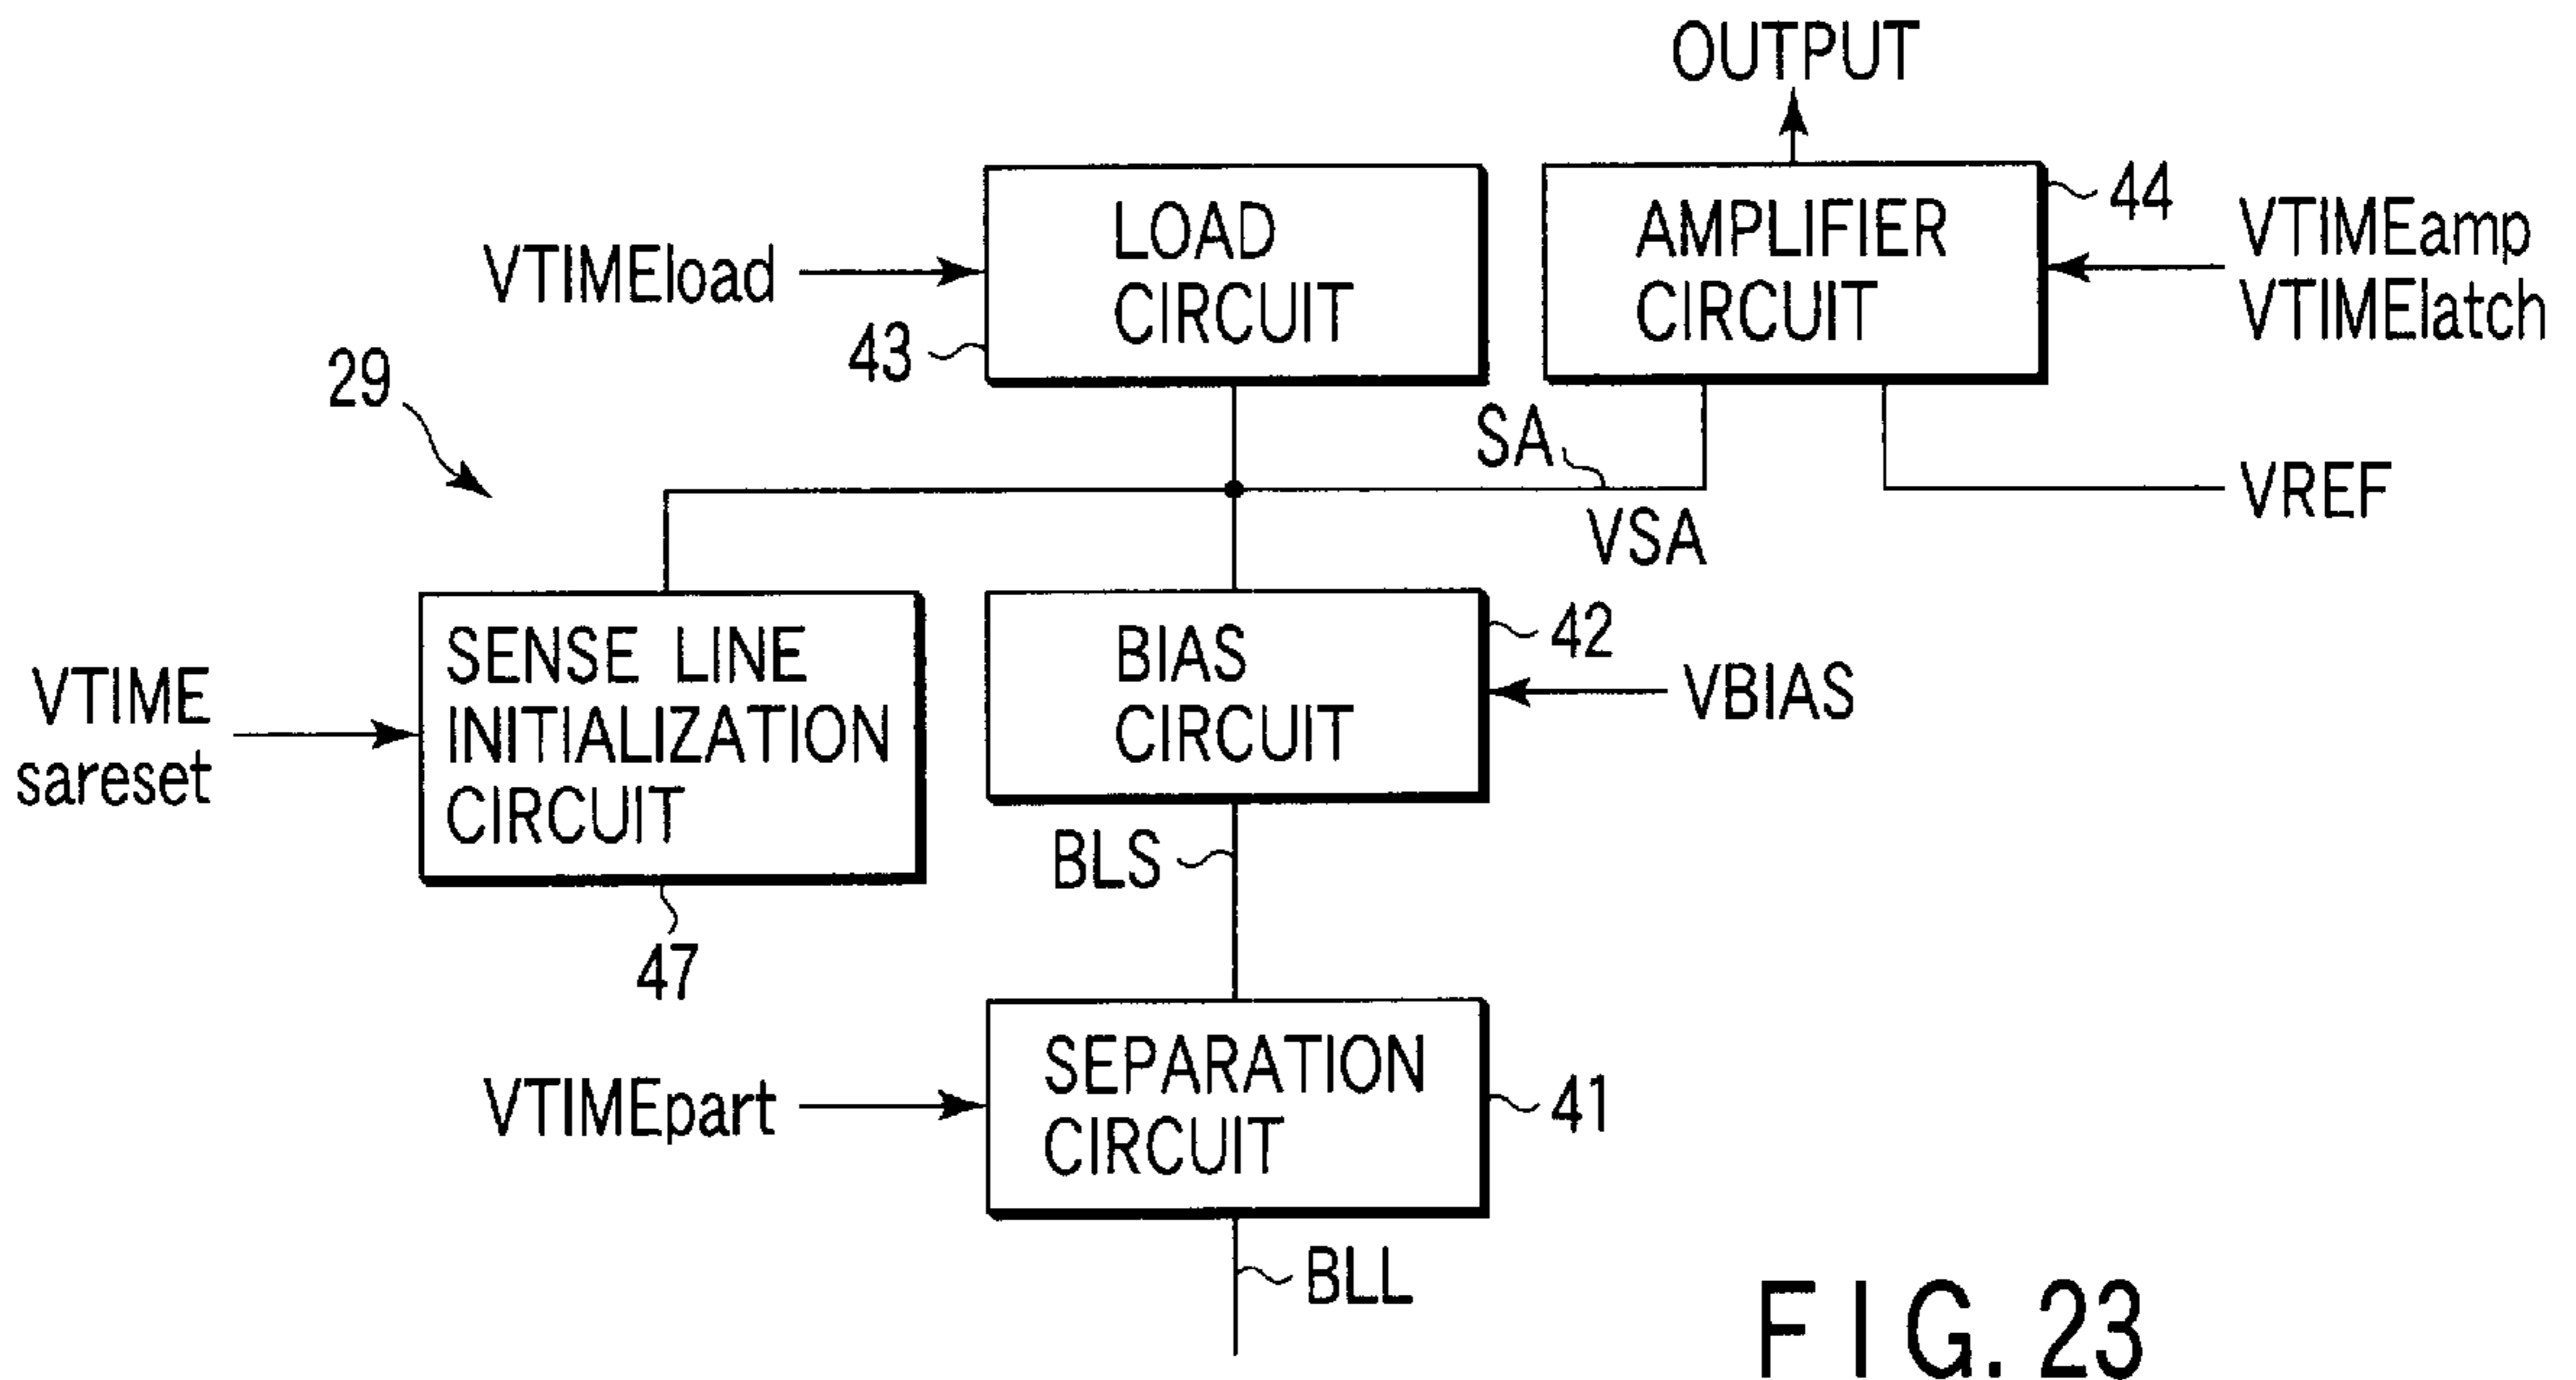 OUTPUT
LOAD
CIRCUIT
AMPLIFIER
CIRCUIT
44
VTIMEamp
VTIMElatch
VTIMEload
43
29
SA
VSA
VREF
SENSE LINE
INITIALIZATION
CIRCUIT
VTIME
sareset
47
BIAS
CIRCUIT
42
VBIAS
BLS
SEPARATION
CIRCUIT
VTIMEpart
41
BLL
FIG. 23